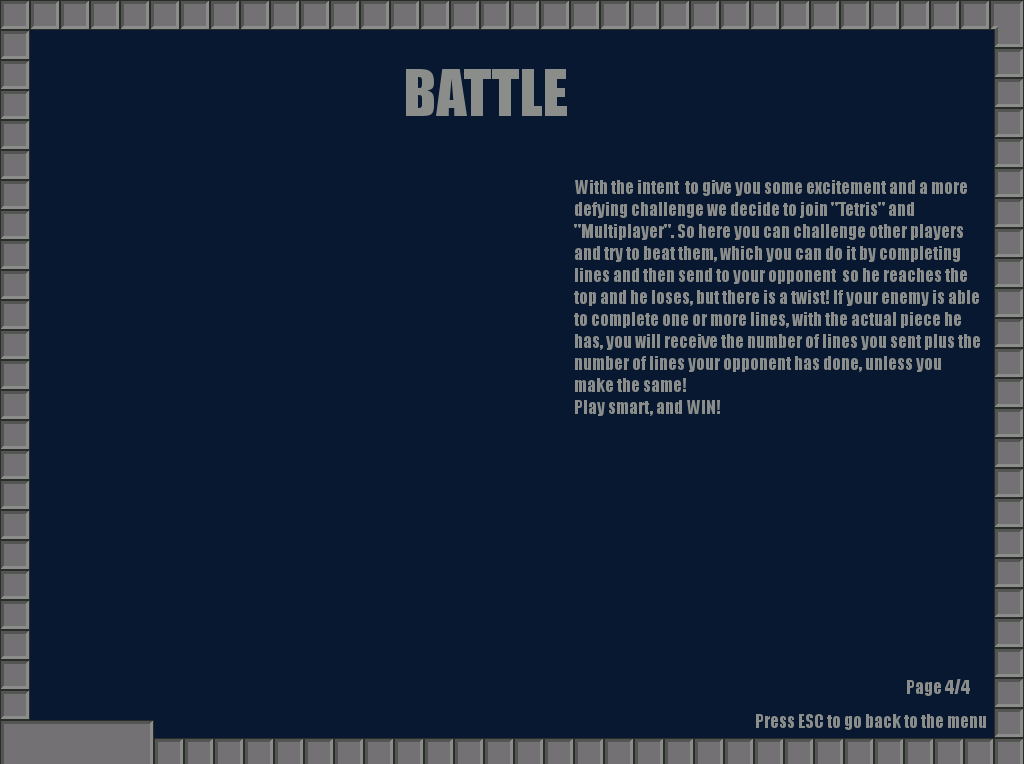 BATTLE
With the intent  to give you some excitement and a more
defying challenge we decide to join "Tetris" and
"Multiplayer". So here you can challenge other players
and try to beat them, which you can do it by completing
lines and then send to your opponent  so he reaches the
top and he loses, but there is a twist! If your enemy is able
to complete one or more lines, with the actual piece he
has, you will receive the number of lines you sent plus the
number of lines your opponent has done, unless you
make the same!
Play smart, and WIN!
Page 4/4
Press ESC to go back to the menu